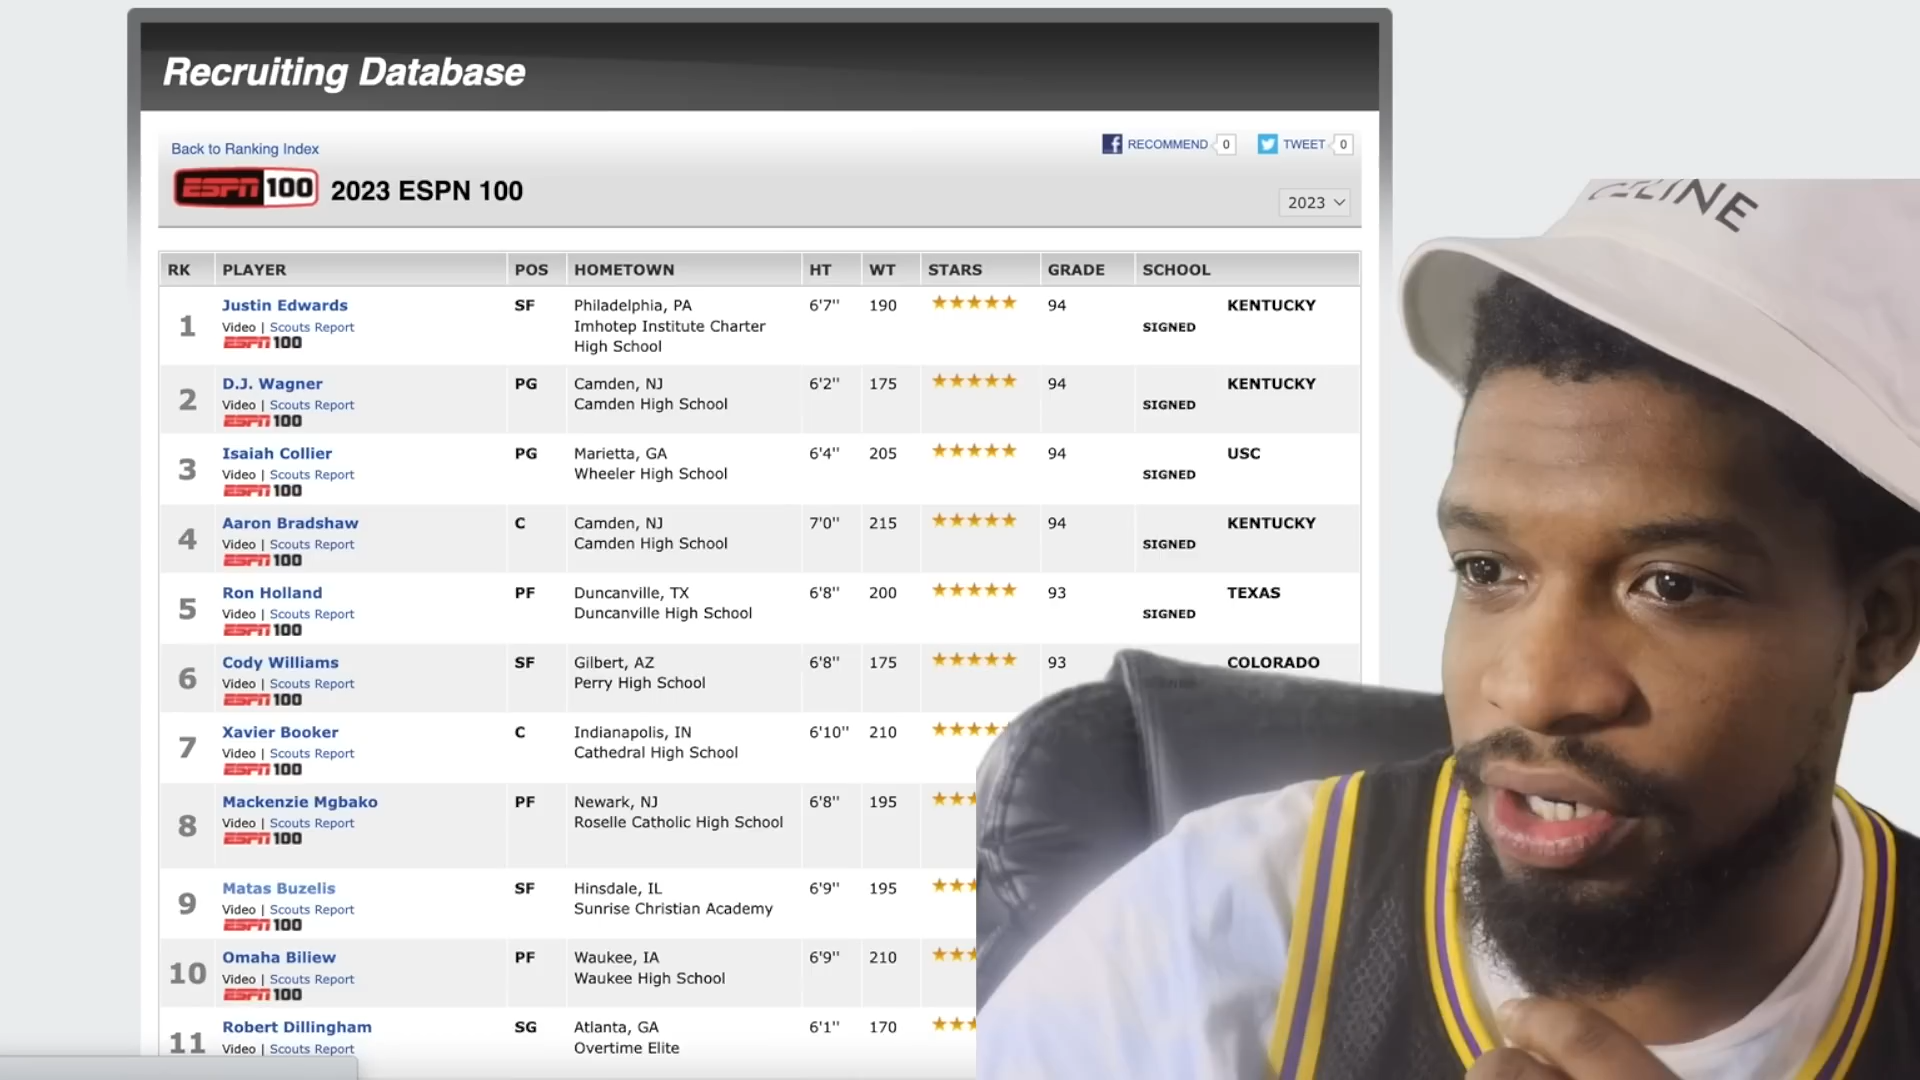 Recruiting Database
Back to Ranking Index
RECOMMEND 0 TWEET 0
ESPN 100 2023 ESPN 100
2023
RK PLAYER POS HOMETOWN HT WT STARS GRADE SCHOOL
1 Justin Edwards SF Philadelphia, PA 6'7'' 190 94 KENTUCKY
Video | Scouts Report Imhotep Institute Charter SIGNED
ESPN 100 High School
2 D.J. Wagner PG Camden, NJ 6'2'' 175 94 KENTUCKY
Video | Scouts Report Camden High School SIGNED
ESPN 100
3 Isaiah Collier PG Marietta, GA 6'4'' 205 94 USC
Video | Scouts Report Wheeler High School SIGNED
ESPN 100
4 Aaron Bradshaw C Camden, NJ 7'0'' 215 94 KENTUCKY
Video | Scouts Report Camden High School SIGNED
ESPN 100
5 Ron Holland PF Duncanville, TX 6'8'' 200 93 TEXAS
Video | Scouts Report Duncanville High School SIGNED
ESPN 100
6 Cody Williams SF Gilbert, AZ 6'8'' 175 93 COLORADO
Video | Scouts Report Perry High School
ESPN 100
7 Xavier Booker C Indianapolis, IN 6'10'' 210
Video | Scouts Report Cathedral High School
ESPN 100
8 Mackenzie Mgbako PF Newark, NJ 6'8'' 195
Video | Scouts Report Roselle Catholic High School
ESPN 100
9 Matas Buzelis SF Hinsdale, IL 6'9'' 195
Video | Scouts Report Sunrise Christian Academy
ESPN 100
10 Omaha Biliew PF Waukee, IA 6'9'' 210
Video | Scouts Report Waukee High School
ESPN 100
11 Robert Dillingham SG Atlanta, GA 6'1'' 170
Video | Scouts Report Overtime Elite